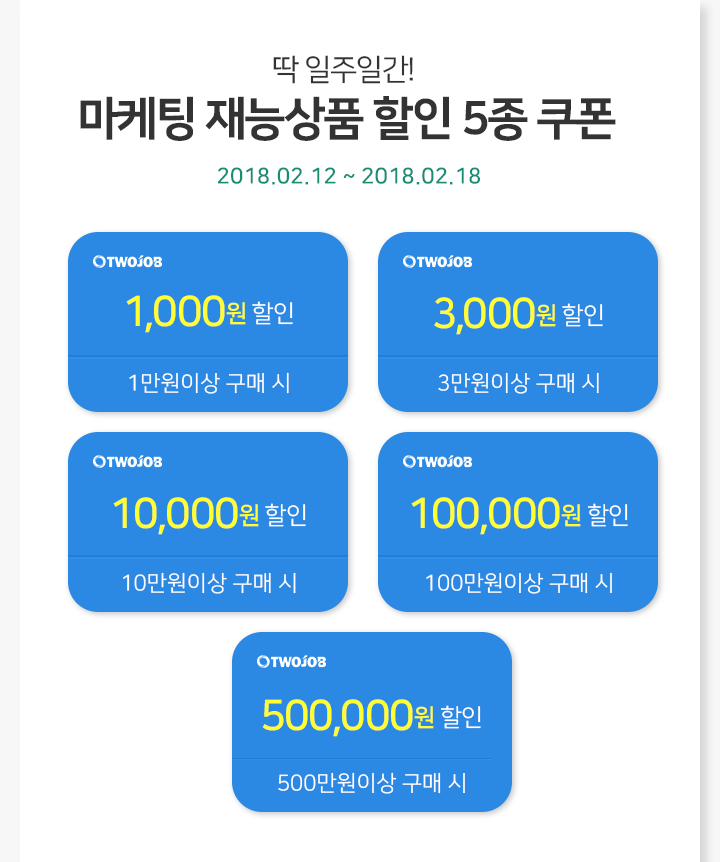 딱 일주일간!
마케팅 재능상품 할인 5종 쿠폰
2018.02.12 ~ 2018.02.18
TWOJOB
1,000원 할인
1만원이상 구매 시
TWOJOB
3,000원 할인
3만원이상 구매 시
TWOJOB
10,000원 할인
10만원이상 구매 시
TWOJOB
100,000원 할인
100만원이상 구매 시
TWOJOB
500,000원 할인
500만원이상 구매 시